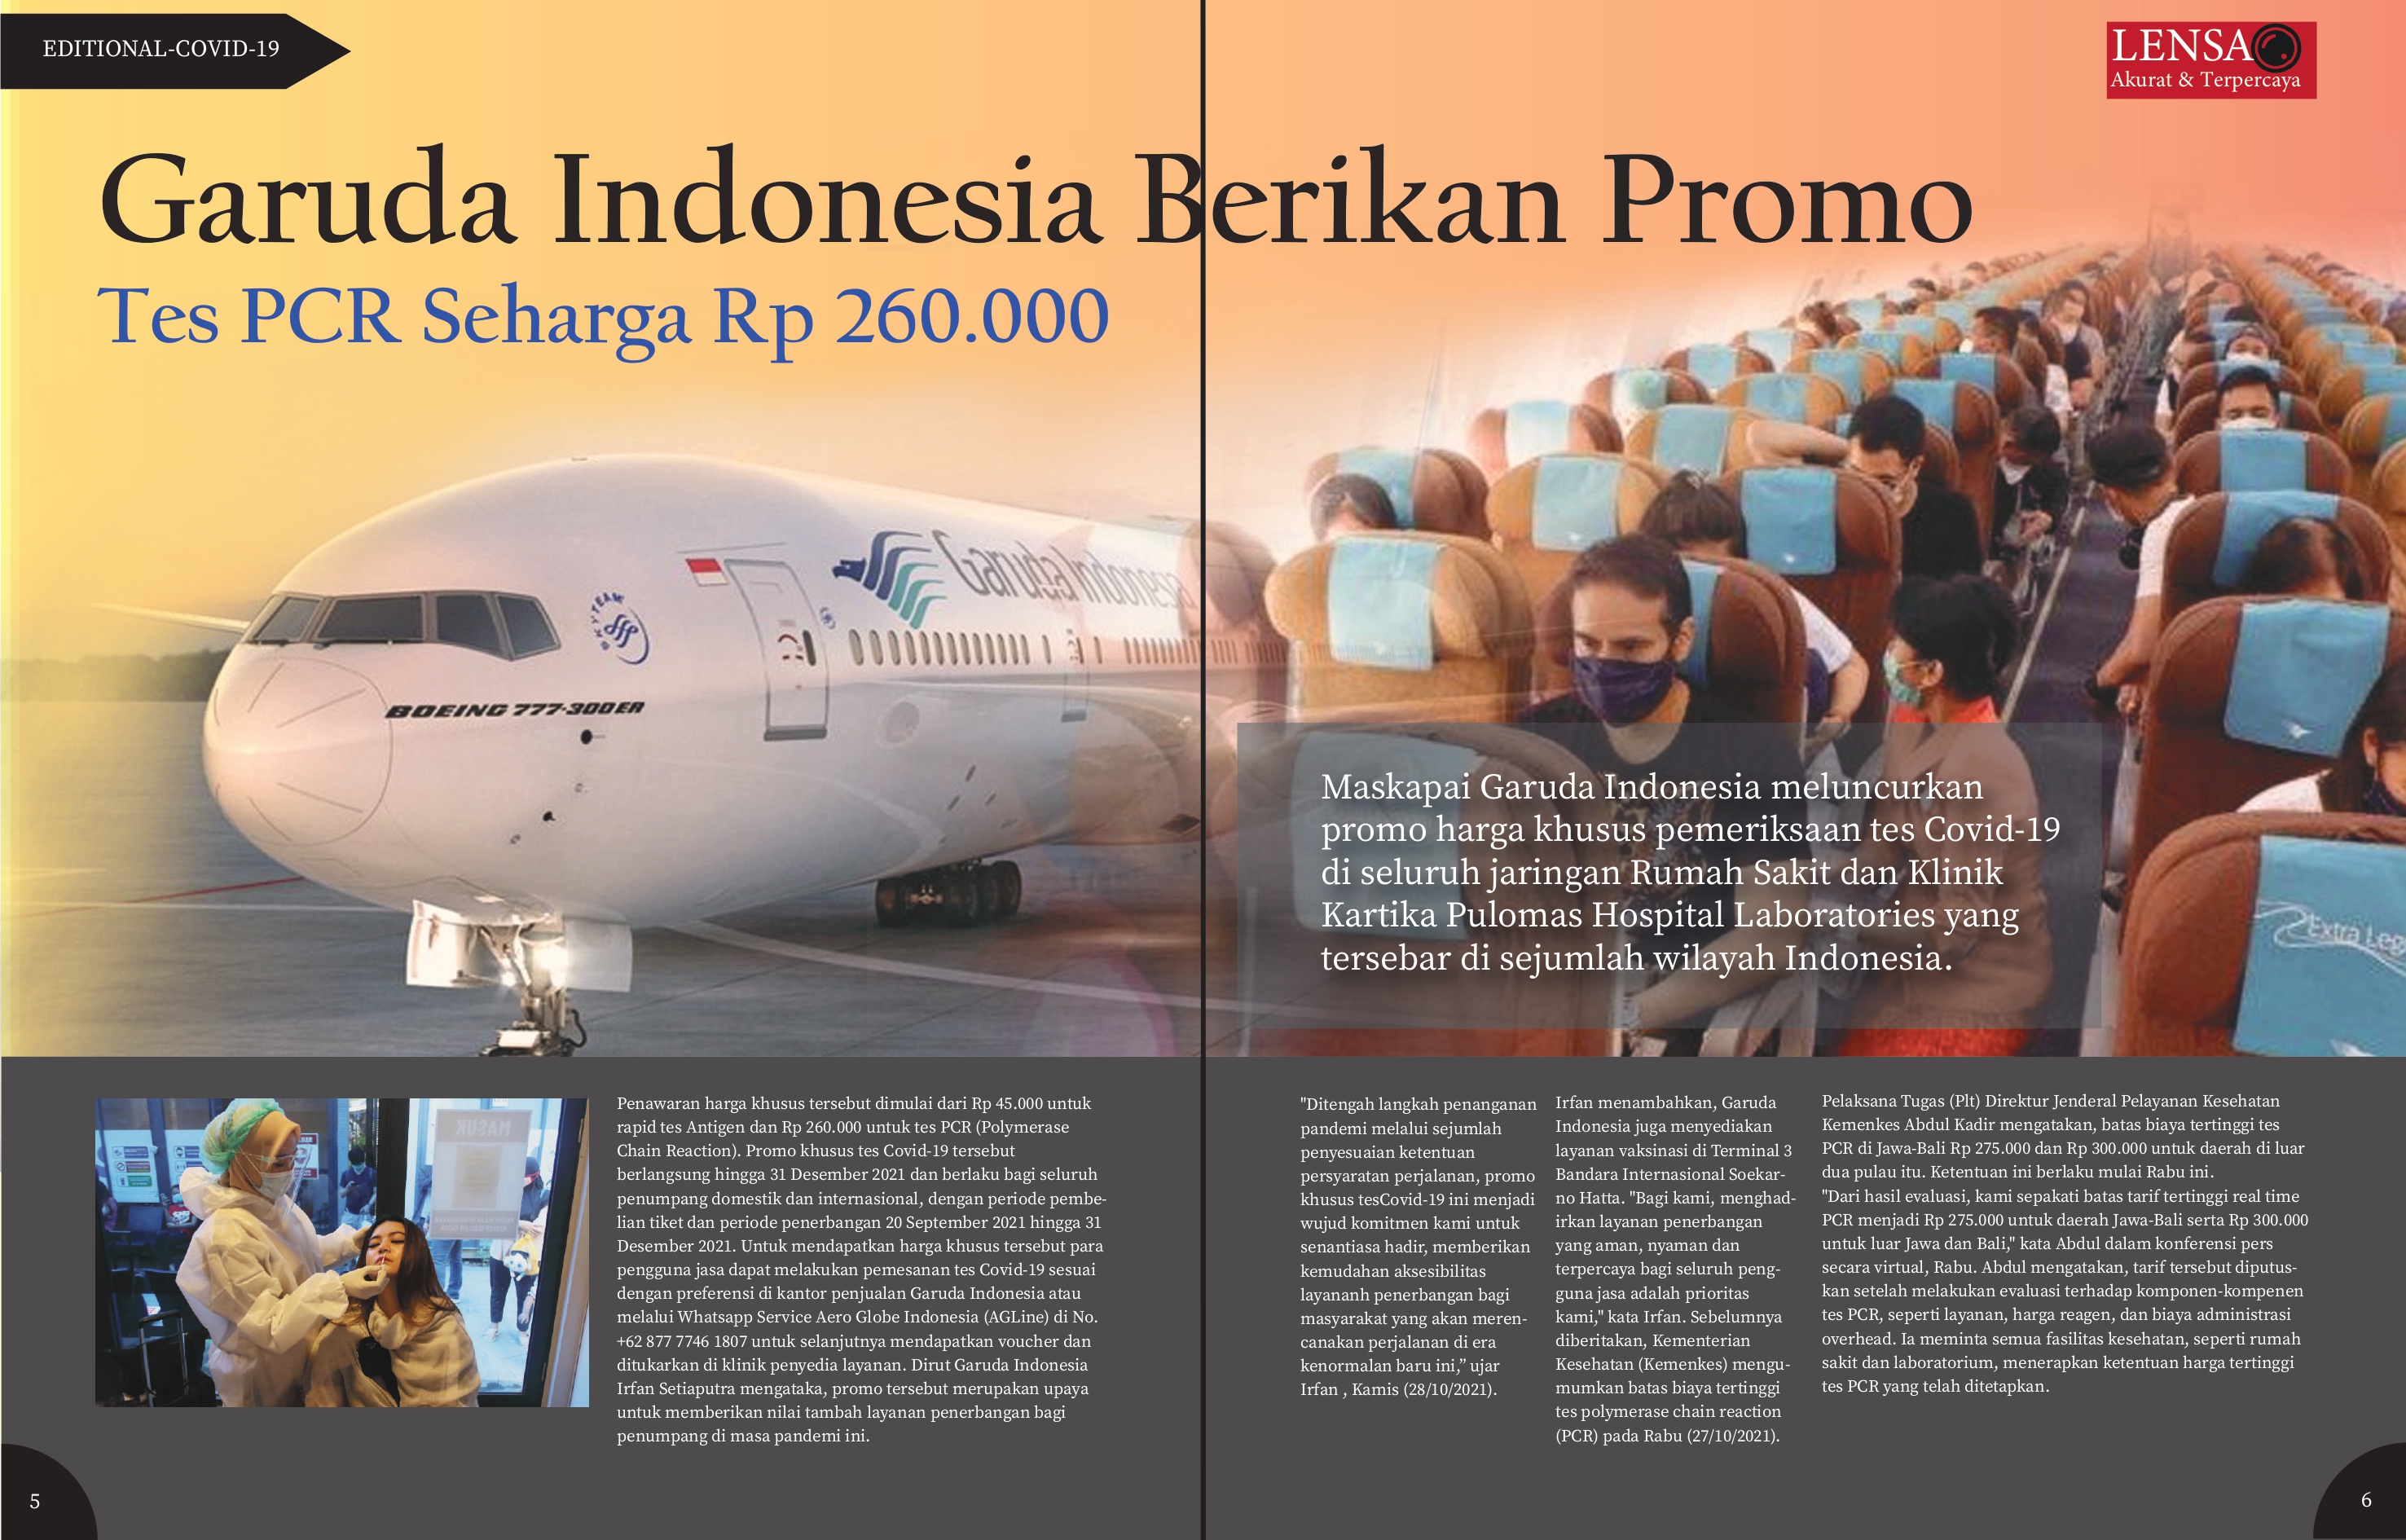 EDITIONAL-COVID-19
LENSA
Akurat & Terpercaya
Garuda Indonesia Berikan Promo
Tes PCR Seharga Rp 260.000
SKYTEAM
Garuda Indonesia
BOEING 777-300ER
Maskapai Garuda Indonesia meluncurkan
promo harga khusus pemeriksaan tes Covid-19
di seluruh jaringan Rumah Sakit dan Klinik
Kartika Pulomas Hospital Laboratories yang
tersebar di sejumlah wilayah Indonesia.
Extra Leg
MASUK
Penawaran harga khusus tersebut dimulai dari Rp 45.000 untuk
rapid tes Antigen dan Rp 260.000 untuk tes PCR (Polymerase
Chain Reaction). Promo khusus tes Covid-19 tersebut
berlangsung hingga 31 Desember 2021 dan berlaku bagi seluruh
penumpang domestik dan internasional, dengan periode pembe-
lian tiket dan periode penerbangan 20 September 2021 hingga 31
Desember 2021. Untuk mendapatkan harga khusus tersebut para
pengguna jasa dapat melakukan pemesanan tes Covid-19 sesuai
dengan preferensi di kantor penjualan Garuda Indonesia atau
melalui Whatsapp Service Aero Globe Indonesia (AGLine) di No.
+62 877 7746 1807 untuk selanjutnya mendapatkan voucher dan
ditukarkan di klinik penyedia layanan. Dirut Garuda Indonesia
Irfan Setiaputra mengataka, promo tersebut merupakan upaya
untuk memberikan nilai tambah layanan penerbangan bagi
penumpang di masa pandemi ini.
"Ditengah langkah penanganan
pandemi melalui sejumlah
penyesuaian ketentuan
persyaratan perjalanan, promo
khusus tesCovid-19 ini menjadi
wujud komitmen kami untuk
senantiasa hadir, memberikan
kemudahan aksesibilitas
layananh penerbangan bagi
masyarakat yang akan meren-
canakan perjalanan di era
kenormalan baru ini,” ujar
Irfan , Kamis (28/10/2021).
Irfan menambahkan, Garuda
Indonesia juga menyediakan
layanan vaksinasi di Terminal 3
Bandara Internasional Soekar-
no Hatta. "Bagi kami, menghad-
irkan layanan penerbangan
yang aman, nyaman dan
terpercaya bagi seluruh peng-
guna jasa adalah prioritas
kami," kata Irfan. Sebelumnya
diberitakan, Kementerian
Kesehatan (Kemenkes) mengu-
mumkan batas biaya tertinggi
tes polymerase chain reaction
(PCR) pada Rabu (27/10/2021).
Pelaksana Tugas (Plt) Direktur Jenderal Pelayanan Kesehatan
Kemenkes Abdul Kadir mengatakan, batas biaya tertinggi tes
PCR di Jawa-Bali Rp 275.000 dan Rp 300.000 untuk daerah di luar
dua pulau itu. Ketentuan ini berlaku mulai Rabu ini.
"Dari hasil evaluasi, kami sepakati batas tarif tertinggi real time
PCR menjadi Rp 275.000 untuk daerah Jawa-Bali serta Rp 300.000
untuk luar Jawa dan Bali," kata Abdul dalam konferensi pers
secara virtual, Rabu. Abdul mengatakan, tarif tersebut diputus-
kan setelah melakukan evaluasi terhadap komponen-kompenen
tes PCR, seperti layanan, harga reagen, dan biaya administrasi
overhead. Ia meminta semua fasilitas kesehatan, seperti rumah
sakit dan laboratorium, menerapkan ketentuan harga tertinggi
tes PCR yang telah ditetapkan.
5
6